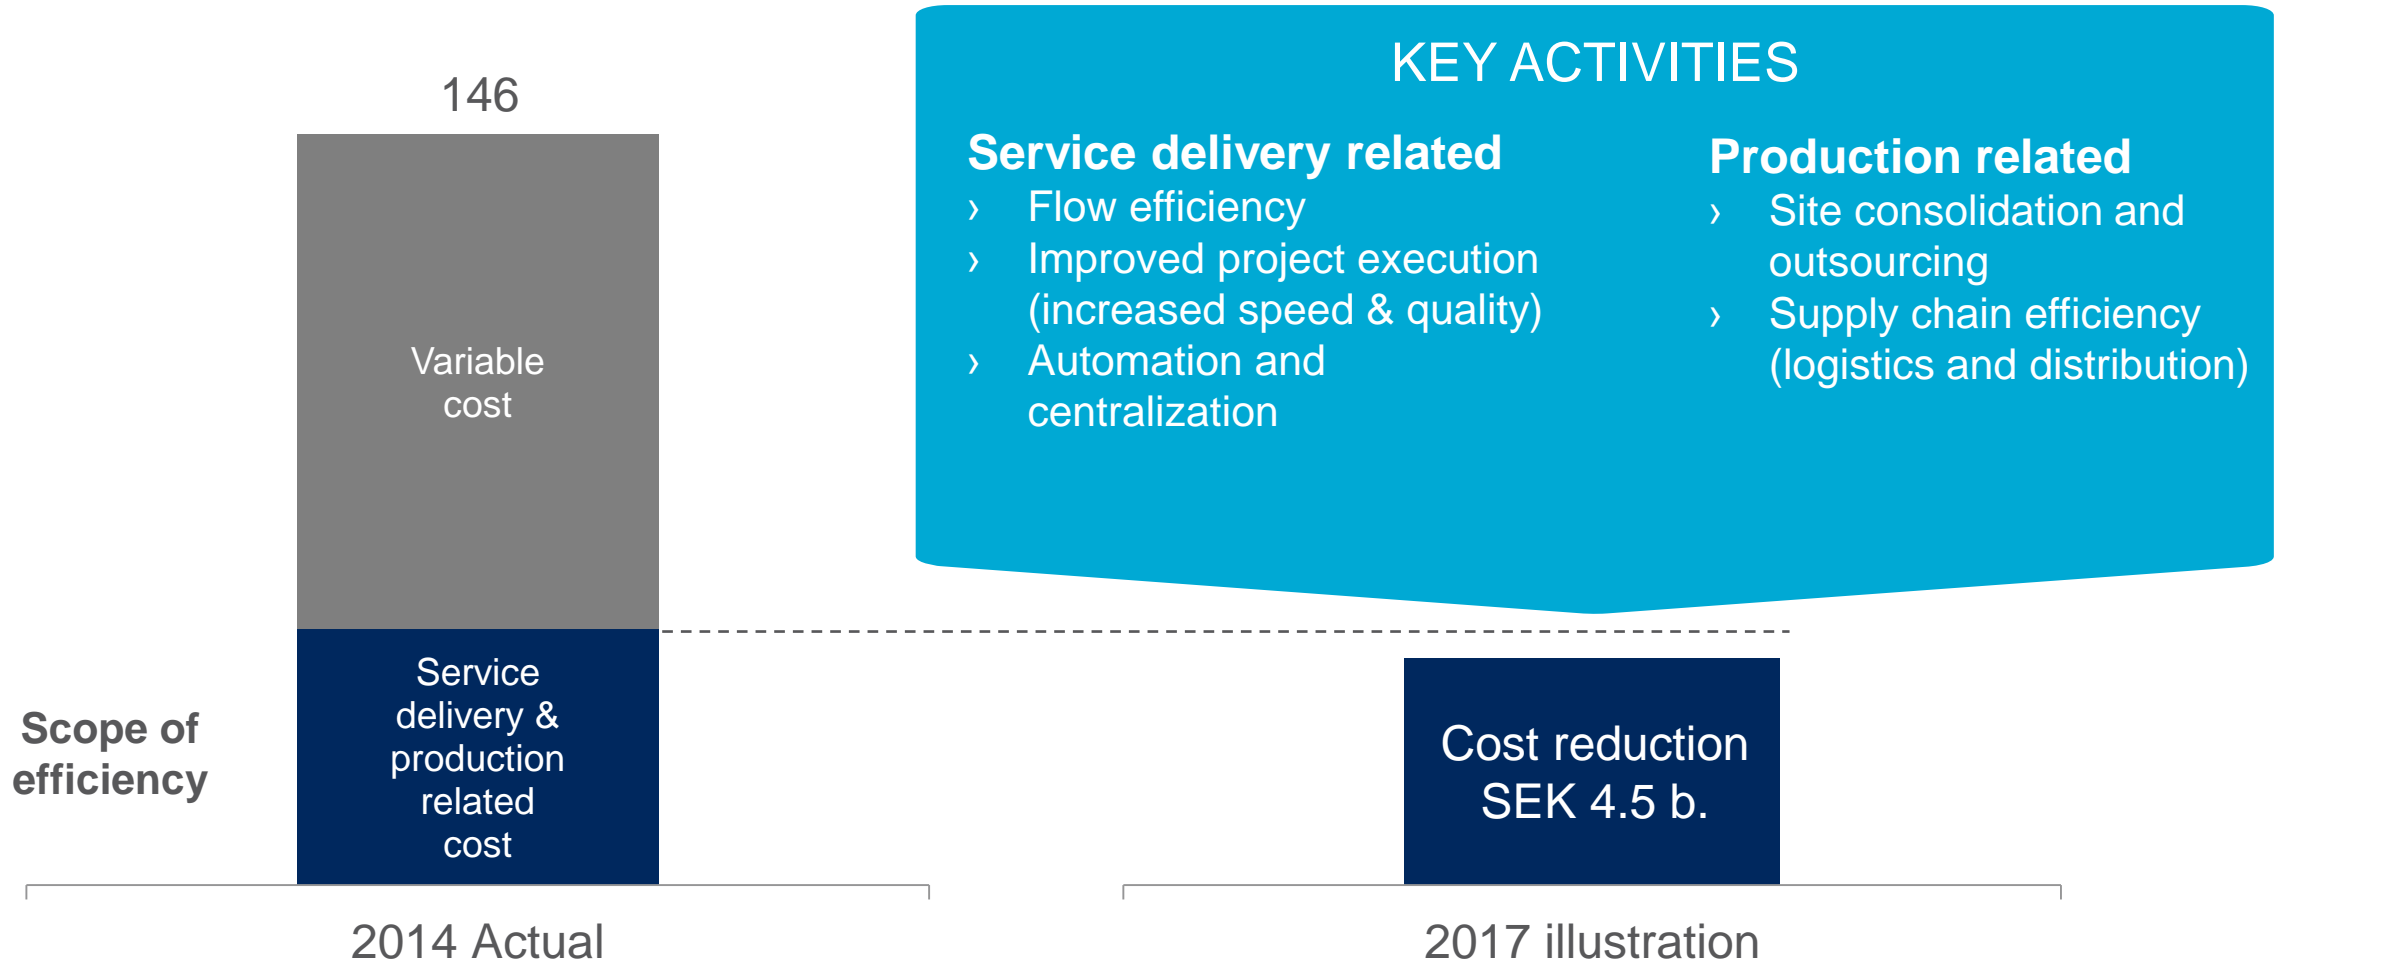 146
Variable
cost
Service
delivery &
production
related
cost
Scope of
efficiency
2014 Actual
KEY ACTIVITIES
Service delivery related
› Flow efficiency
› Improved project execution
(increased speed & quality)
› Automation and
centralization
Production related
› Site consolidation and
outsourcing
› Supply chain efficiency
(logistics and distribution)
Cost reduction
SEK 4.5 b.
2017 illustration